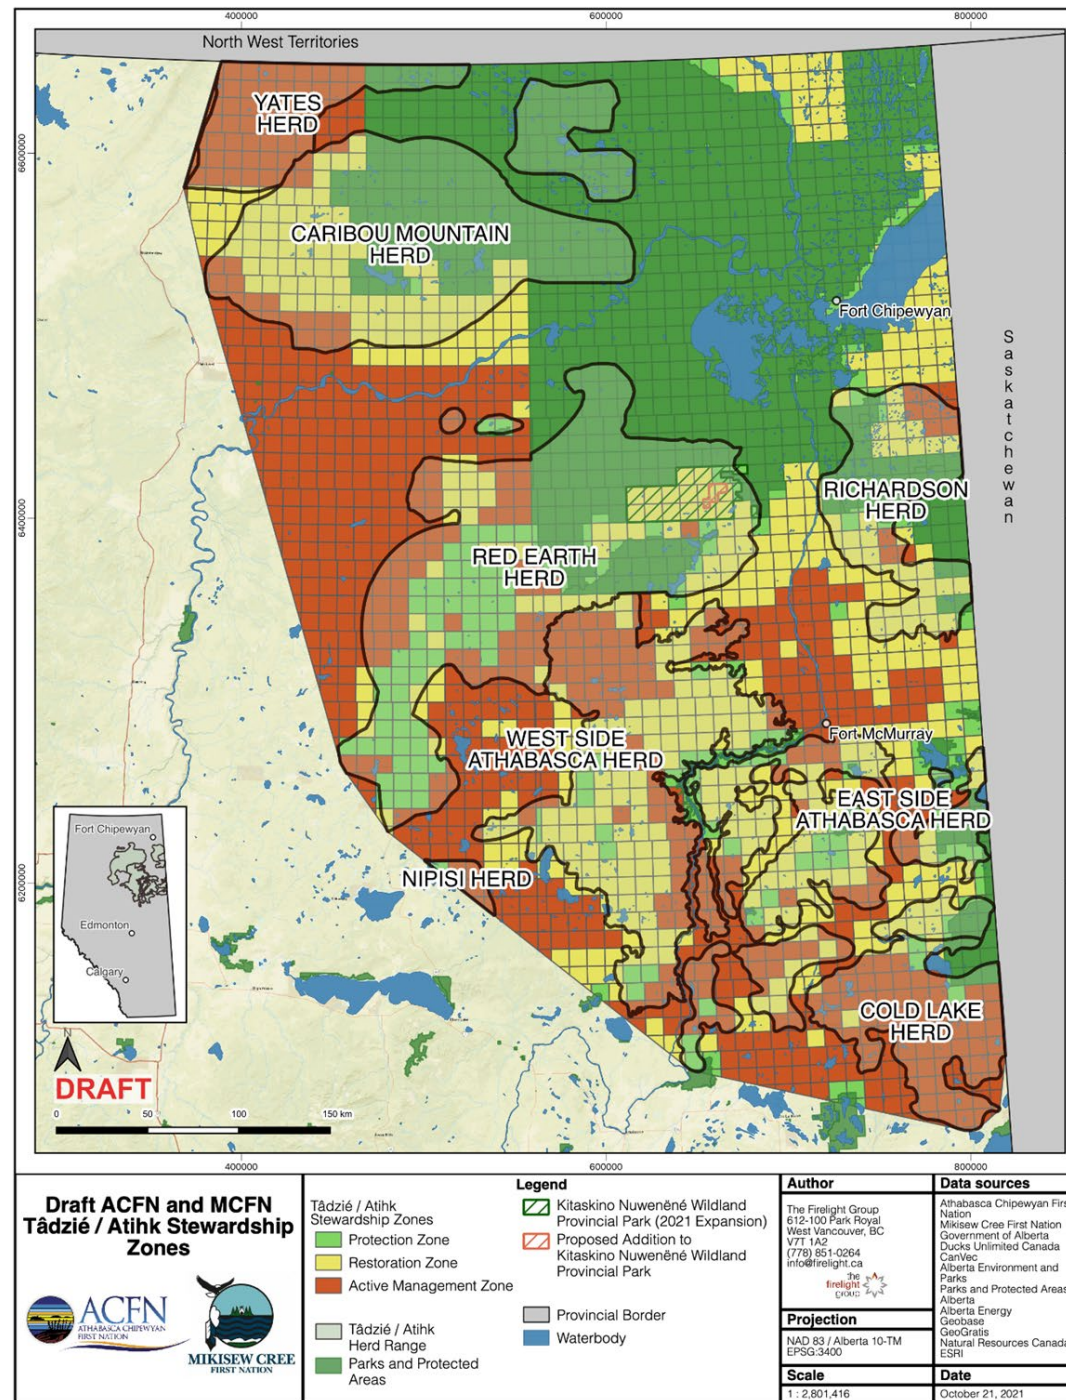 400000
600000
800000
North West Territories
YATES
HERD
6600000
CARIBOU MOUNTAIN
HERD
Fort Chipewyan
Saskatchewan
RICHARDSON
HERD
6400000
RED EARTH
HERD
WEST SIDE
ATHABASCA HERD
Fort McMurray
EAST SIDE
ATHABASCA HERD
NIPISI HERD
6200000
COLD LAKE
HERD
Fort Chipewyan
Edmonton
Calgary
DRAFT
0 50 100 150 km
400000
600000
800000
Draft ACFN and MCFN
Tâdzié / Atihk Stewardship
Zones
ACFN
ATHABASCA CHIPEWYAN
FIRST NATION
MIKISEW CREE
FIRST NATION
Legend
Tâdzié / Atihk
Stewardship Zones
Protection Zone
Restoration Zone
Active Management Zone
Tâdzié / Atihk
Herd Range
Parks and Protected
Areas
Kitaskino Nuwenëné Wildland
Provincial Park (2021 Expansion)
Proposed Addition to
Kitaskino Nuwenëné Wildland
Provincial Park
Provincial Border
Waterbody
Author
The Firelight Group
612-100 Park Royal
West Vancouver, BC
V7T 1A2
(778) 851-0264
info@firelight.ca
the
firelight
group
Projection
NAD 83 / Alberta 10-TM
EPSG:3400
Scale
1 : 2,801,416
Data sources
Athabasca Chipewyan First
Nation
Mikisew Cree First Nation
Government of Alberta
Ducks Unlimited Canada
CanVec
Alberta Environment and
Parks
Parks and Protected Areas
Alberta
Alberta Energy
Geobase
GeoGratis
Natural Resources Canada
ESRI
Date
October 21, 2021